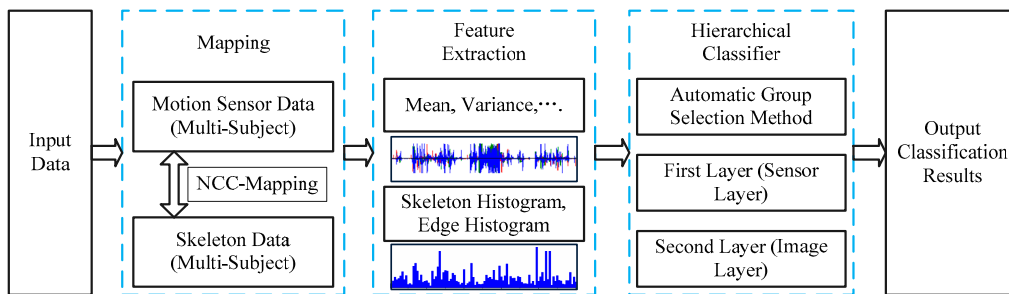 Input
Data
Mapping
Motion Sensor Data
(Multi-Subject)
NCC-Mapping
Skeleton Data
(Multi-Subject)
Feature
Extraction
Mean, Variance,···.
Skeleton Histogram,
Edge Histogram
Hierarchical
Classifier
Automatic Group
Selection Method
First Layer (Sensor
Layer)
Second Layer (Image
Layer)
Output
Classification
Results